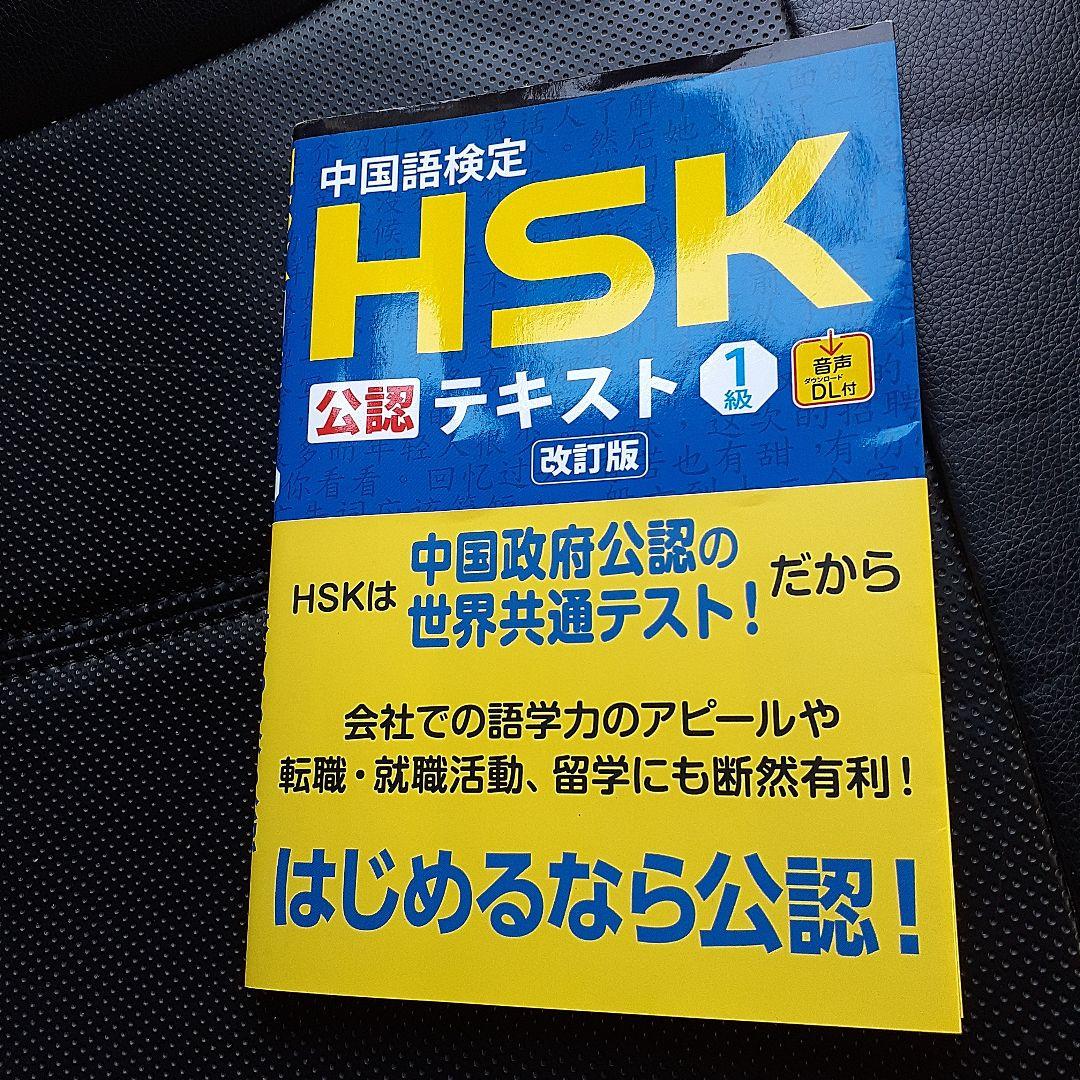 中国語検定
HSK
公認 テキスト 1級
音声
ダウンロード
DL付
改訂版
HSKは 中国政府公認の世界共通テスト! だから
会社での語学力のアピールや
転職・就職活動、留学にも断然有利!
はじめるなら公認!